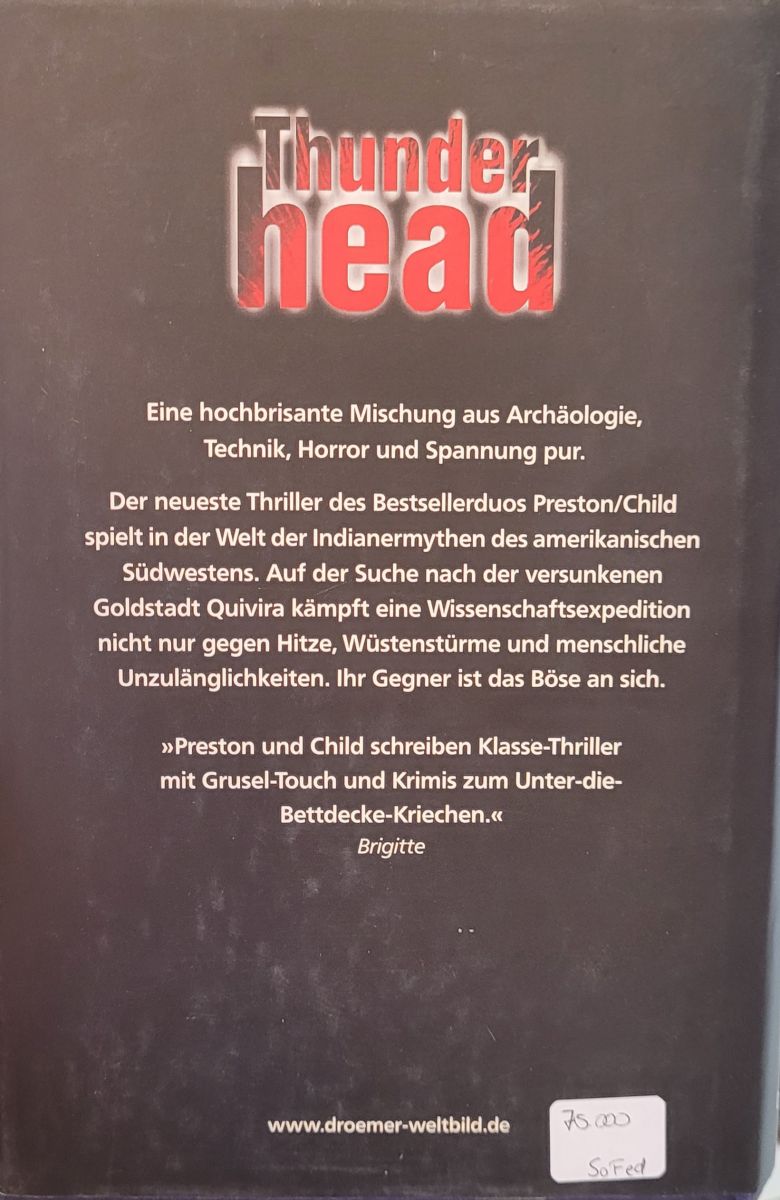 Thunder
head
Eine hochbrisante Mischung aus Archäologie,
Technik, Horror und Spannung pur.
Der neueste Thriller des Bestsellerduos Preston/Child
spielt in der Welt der Indianermythen des amerikanischen
Südwestens. Auf der Suche nach der versunkenen
Goldstadt Quivira kämpft eine Wissenschaftsexpedition
nicht nur gegen Hitze, Wüstenstürme und menschliche
Unzulänglichkeiten. Ihr Gegner ist das Böse an sich.
»Preston und Child schreiben Klasse-Thriller
mit Grusel-Touch und Krimis zum Unter-die-
Bettdecke-Kriechen.«
Brigitte
www.droemer-weltbild.de
75.000